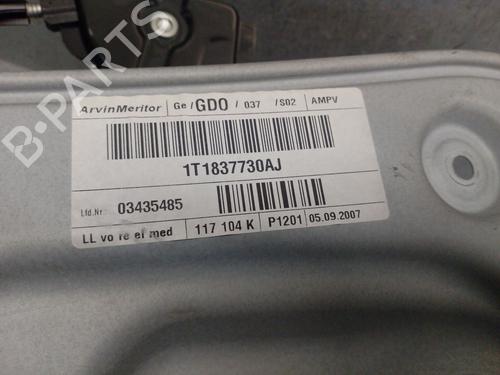 B-PARTS
ArvinMeritor Ge/GDO/037/S02 AMPV
1T1837730AJ
Lfd.Nr.: 03435485
LL vo re el med 117 104 K P1201 05.09.2007